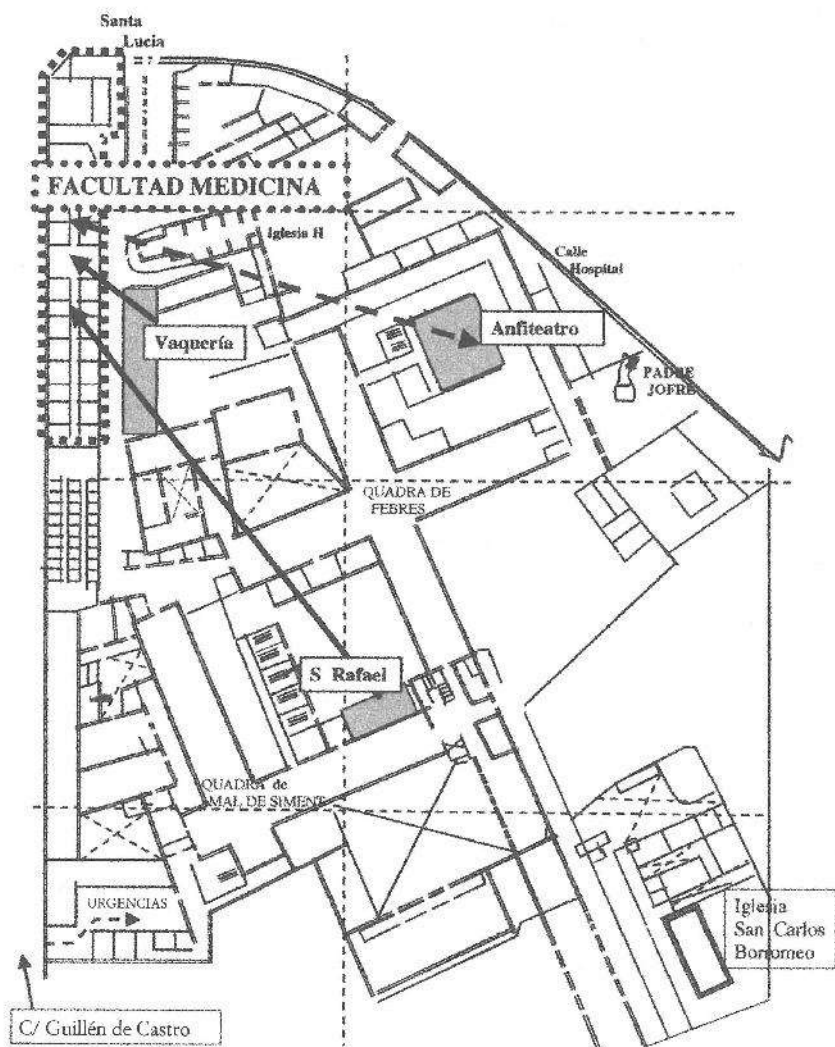 Santa
Lucia
FACULTAD MEDICINA
Iglesia H
Calle
Hospital
Vaquería
Anfiteatro
PADRE
JOFRE
QUADRA DE
FEBRES
S Rafael
QUADRA de
MAL DE SIMENT
URGENCIAS
Iglesia
San Carlos
Borromeo
C/ Guillén de Castro